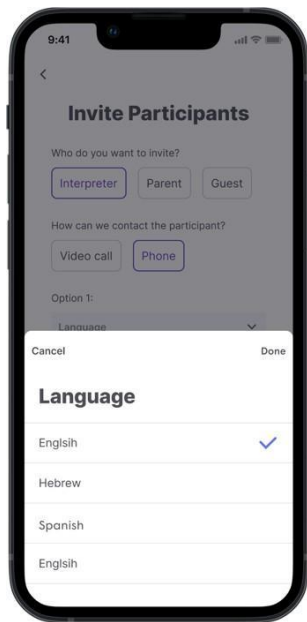 9:41
Invite Participants
Who do you want to invite?
Interpreter Parent Guest
How can we contact the participant?
Video call Phone
Option 1:
Language
Cancel Done
Language
Englsih
Hebrew
Spanish
Englsih